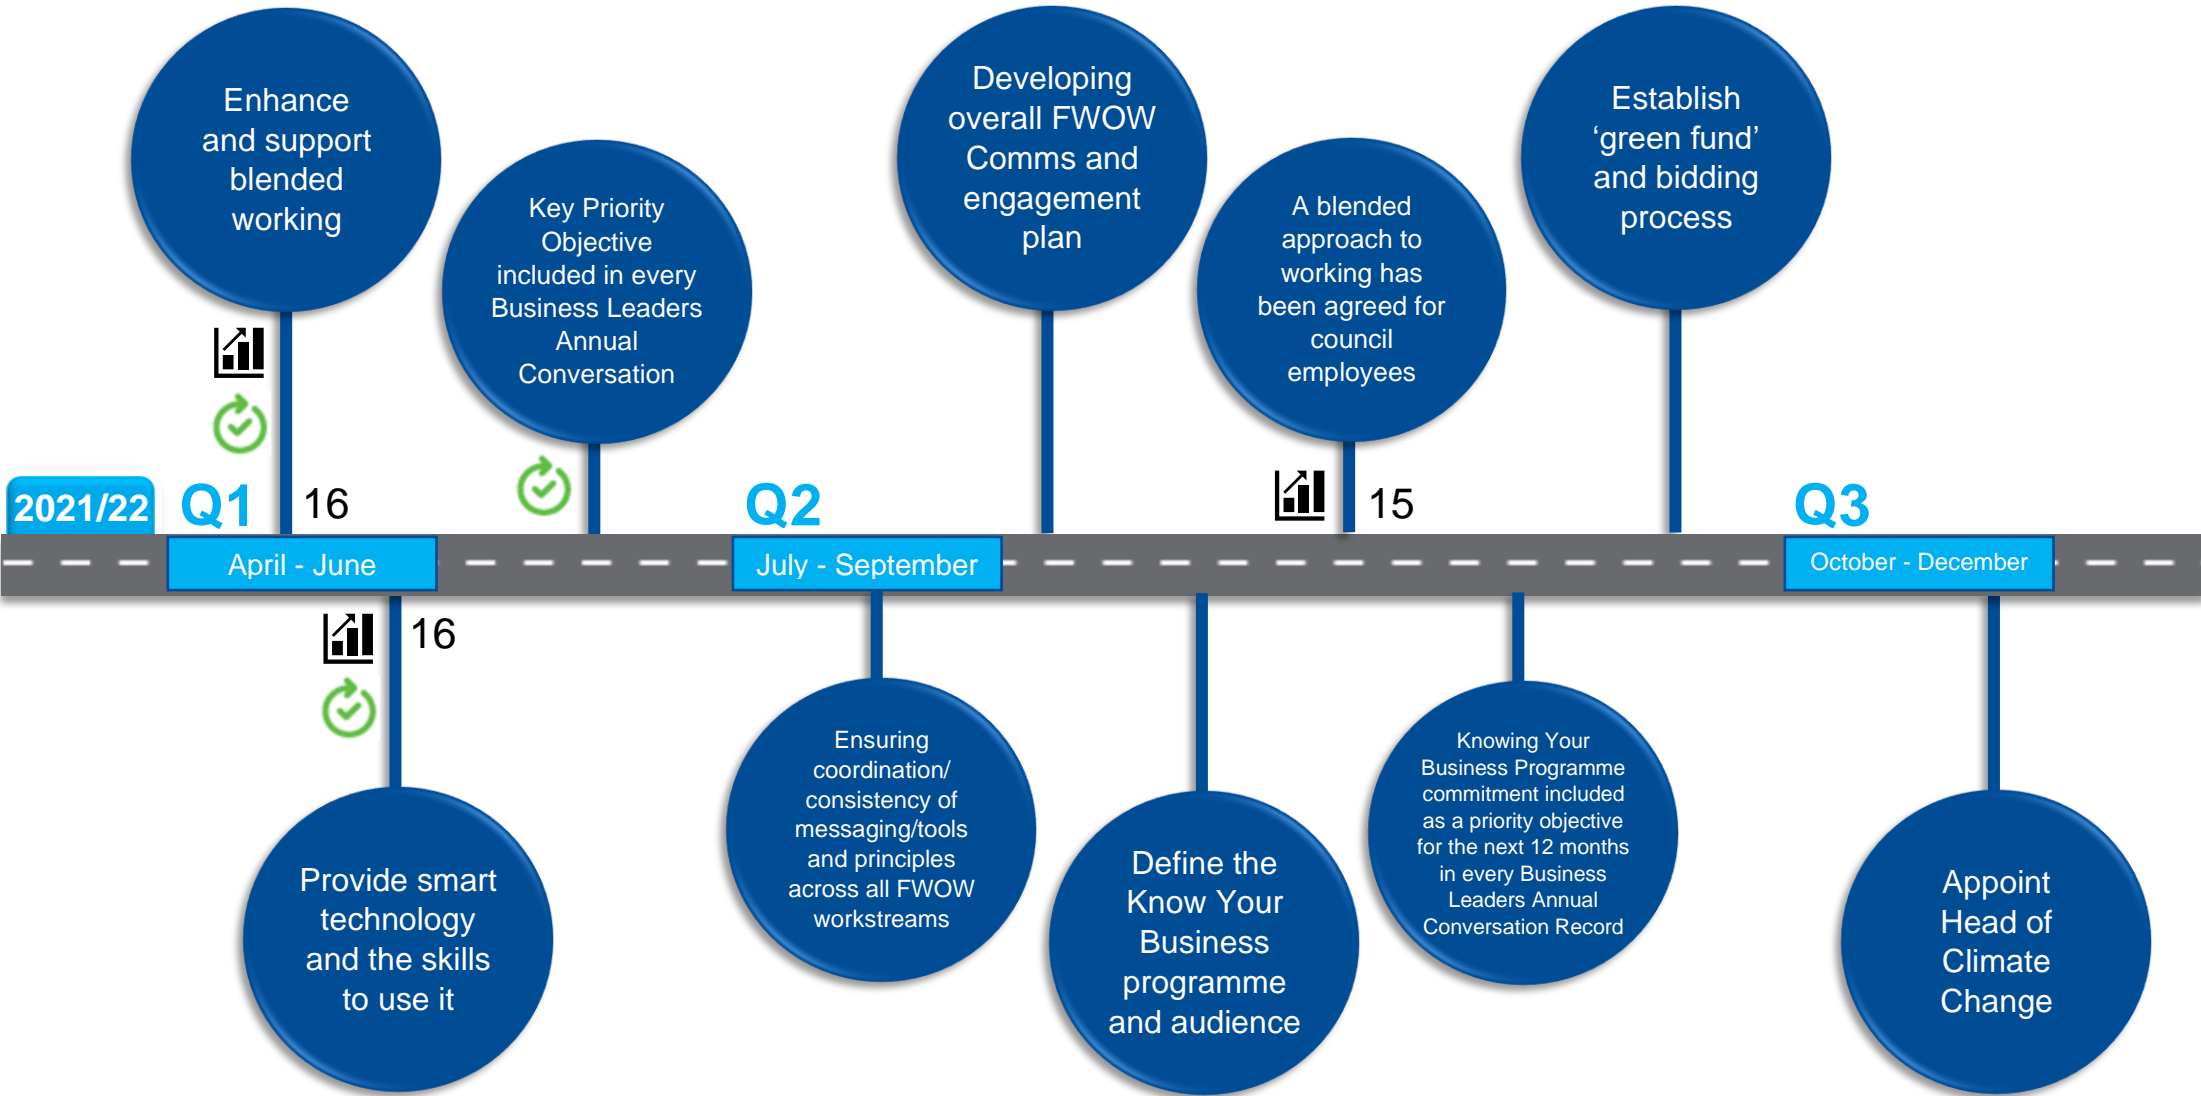 Enhance
and support
blended
working
Key Priority
Objective
included in every
Business Leaders
Annual
Conversation
Developing
overall FWOW
Comms and
engagement
plan
A blended
approach to
working has
been agreed for
council
employees
Establish
‘green fund’
and bidding
process
2021/22
Q1
16
Q2
15
Q3
April - June
July - September
October - December
16
Provide smart
technology
and the skills
to use it
Ensuring
coordination/
consistency of
messaging/tools
and principles
across all FWOW
workstreams
Define the
Know Your
Business
programme
and audience
Knowing Your
Business Programme
commitment included
as a priority objective
for the next 12 months
in every Business
Leaders Annual
Conversation Record
Appoint
Head of
Climate
Change